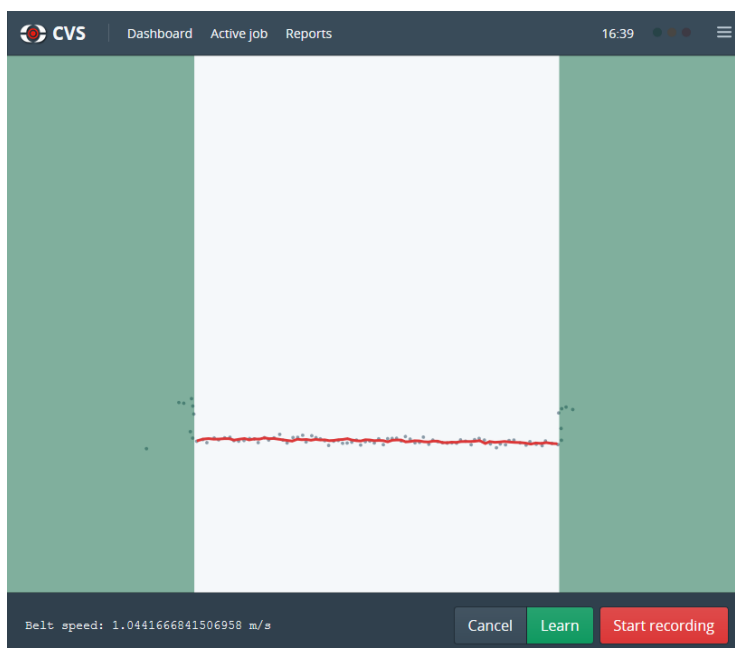 CVS Dashboard Active job Reports 16:39
Belt speed: 1.0441666841506958 m/s Cancel Learn Start recording